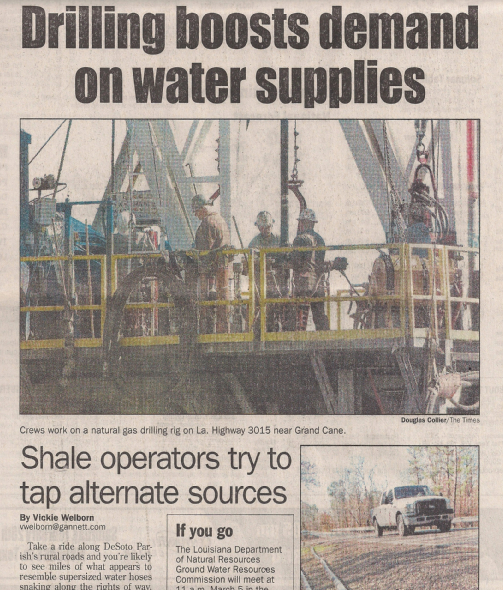 Drilling boosts demand
on water supplies
Douglas Collier/The Times
Crews work on a natural gas drilling rig on La. Highway 3015 near Grand Cane.
Shale operators try to
tap alternate sources
By Vickie Welborn
vwelborn@gannett.com
Take a ride along DeSoto Par-
ish's rural roads and you're likely
to see miles of what appears to
resemble supersized water hoses
snaking along the rights of way.
If you go
The Louisiana Department
of Natural Resources
Ground Water Resources
Commission will meet at
11 a.m. March 5 in the